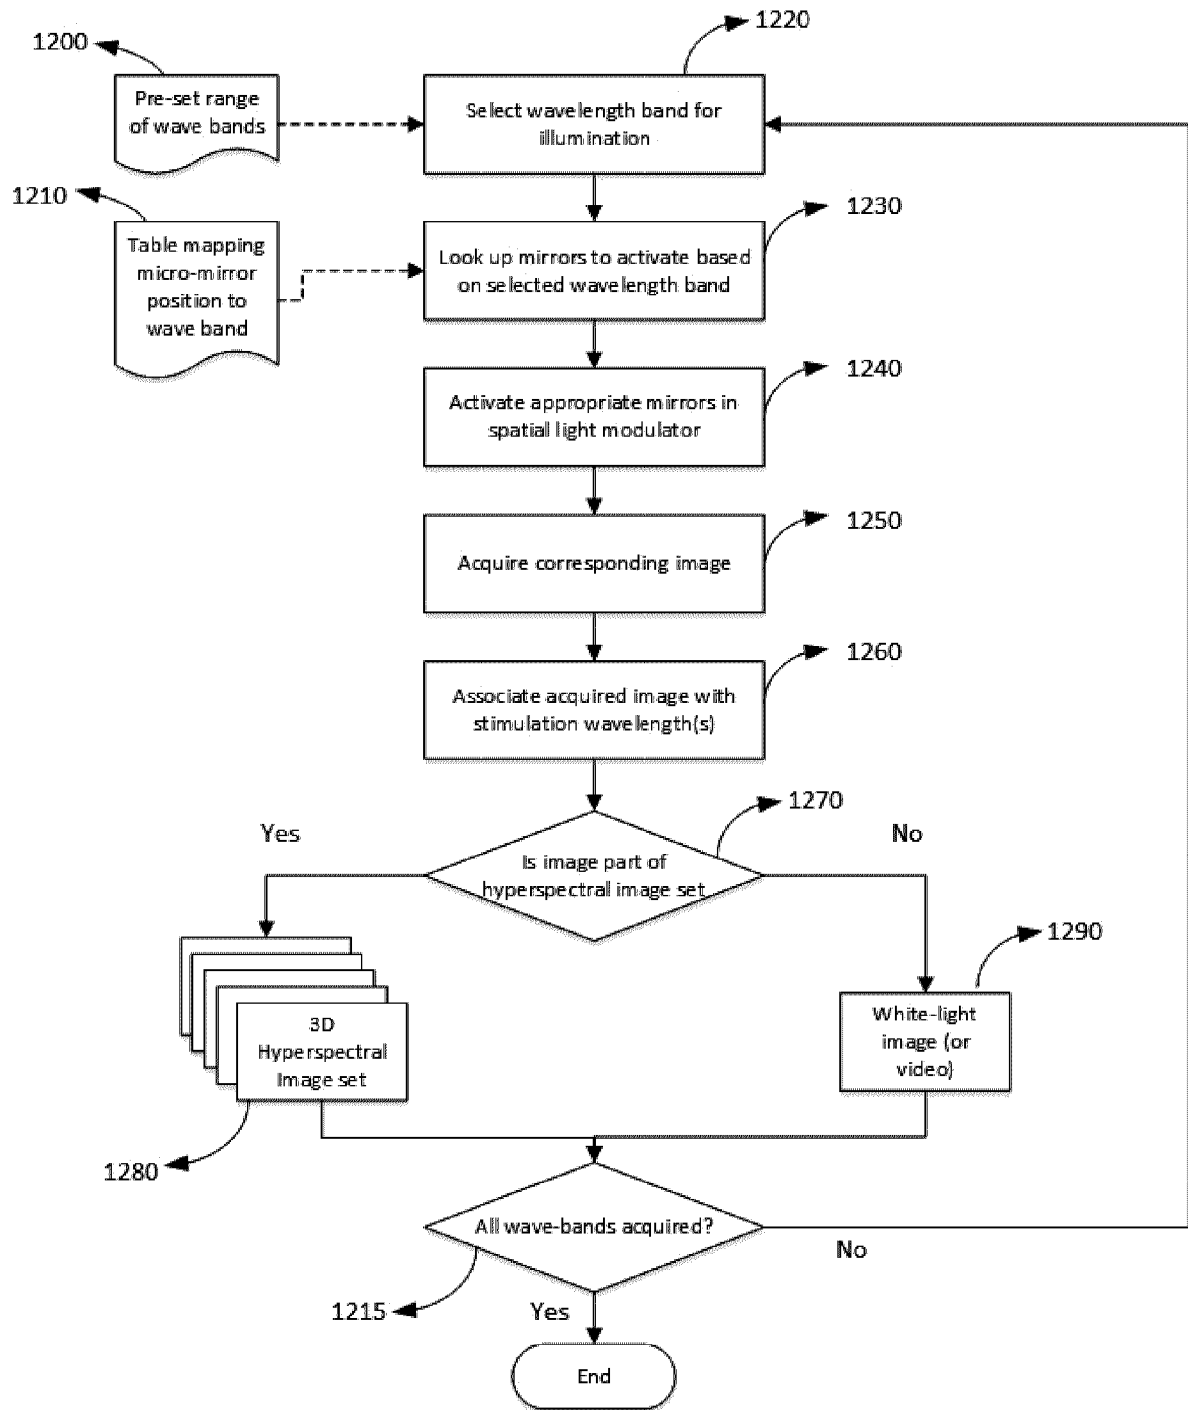 1220
1200
Pre-set range
of wave bands
Select wavelength band for
illumination
1210
1230
Table mapping
micro-mirror
position to
wave band
Look up mirrors to activate based
on selected wavelength band
1240
Activate appropriate mirrors in
spatial light modulator
1250
Acquire corresponding image
1260
Associate acquired image with
stimulation wavelength(s)
1270
Yes
No
Is image part of
hyperspectral image set
1290
3D
Hyperspectral
Image set
White-light
image (or
video)
1280
All wave-bands acquired?
No
1215
Yes
End